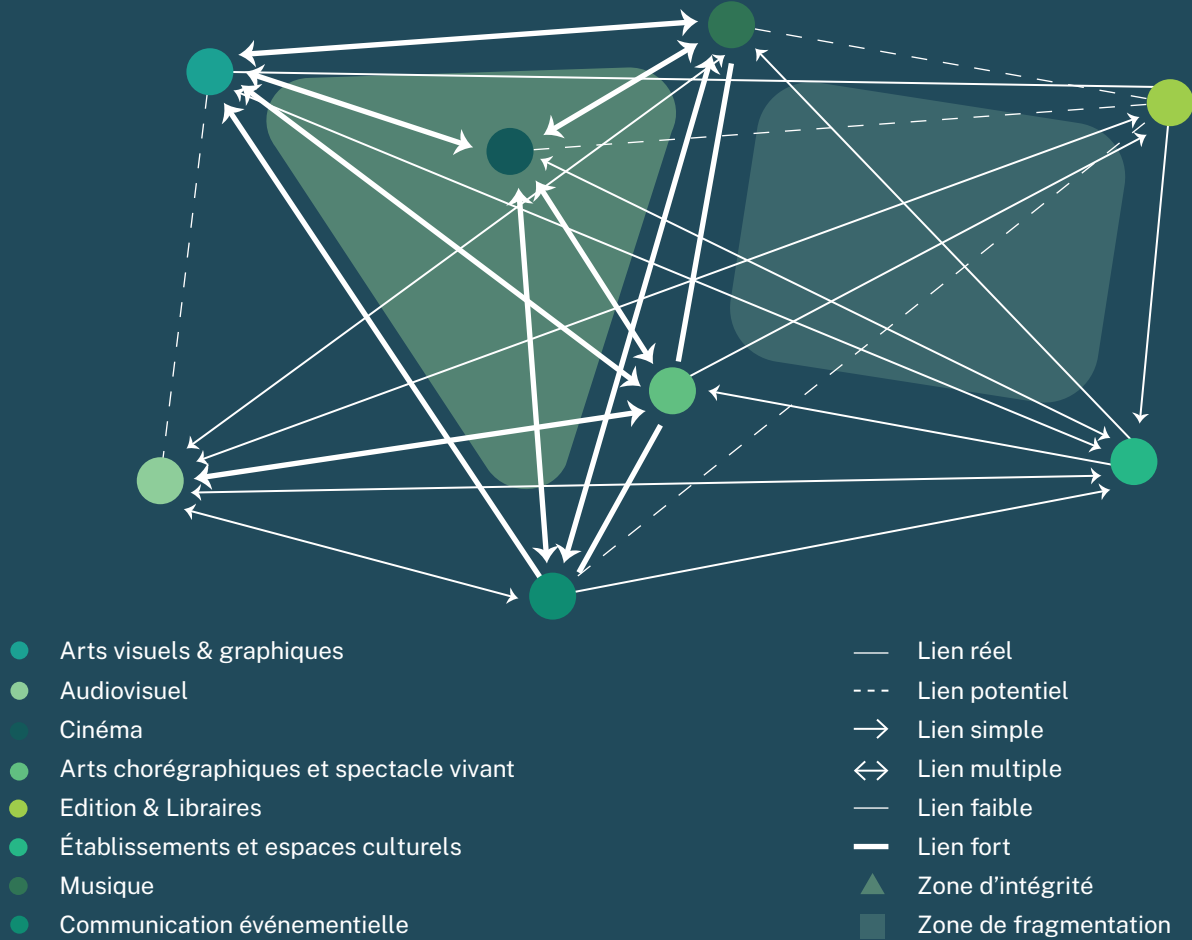 Arts visuels & graphiques
Audiovisuel
Cinéma
Arts chorégraphiques et spectacle vivant
Edition & Libraires
Établissements et espaces culturels
Musique
Communication événementielle
Lien réel
Lien potentiel
Lien simple
Lien multiple
Lien faible
Lien fort
Zone d’intégrité
Zone de fragmentation